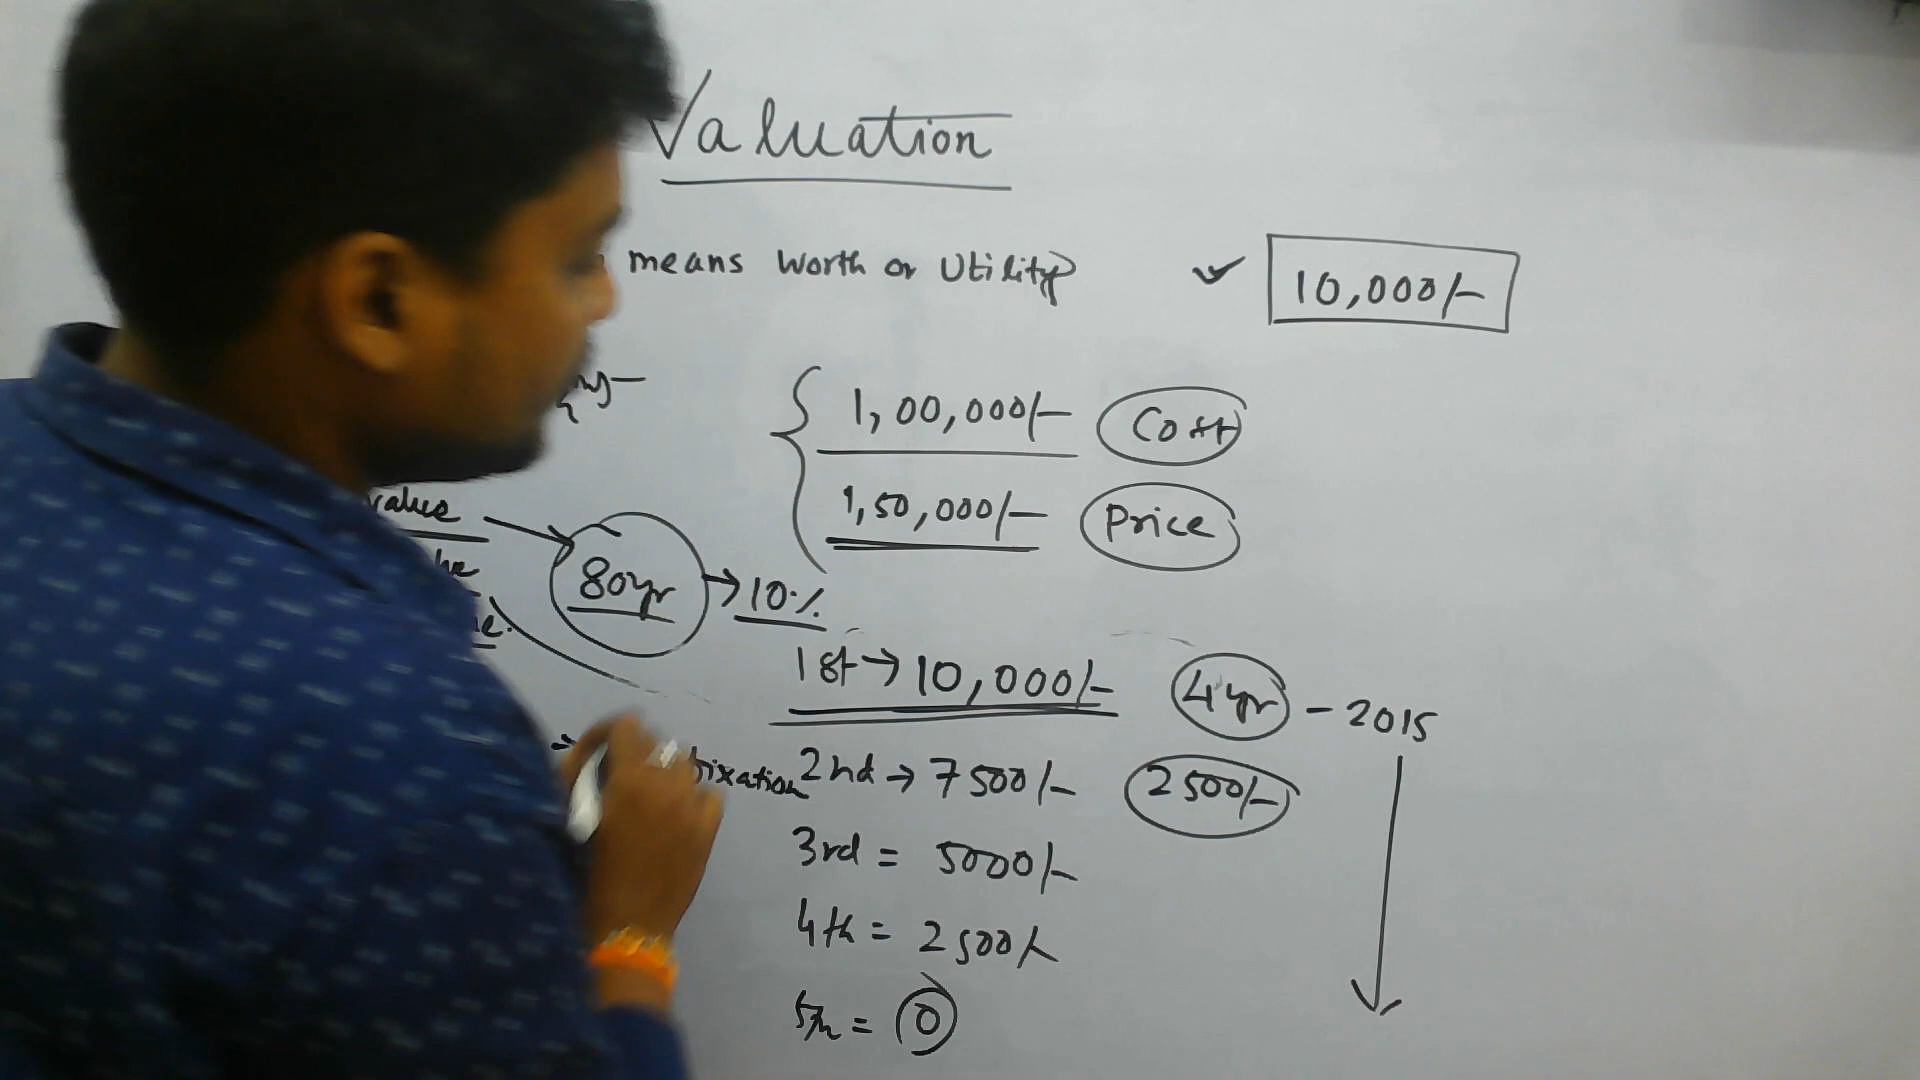 Valuation
means Worth or Utility
10,000/-
1,00,000/- Cost
1,50,000/- Price
value
80yr → 10%
1st → 10,000/- 4yr - 2015
2nd → 7500/- 2500/-
3rd = 5000/-
4th = 2500/-
5th = 0